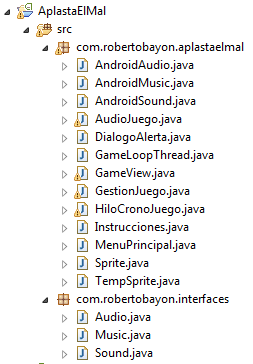 AplastaElMal
src
com.robertobayon.aplastaelmal
AndroidAudio.java
AndroidMusic.java
AndroidSound.java
AudioJuego.java
DialogoAlerta.java
GameLoopThread.java
GameView.java
GestionJuego.java
HiloCronoJuego.java
Instrucciones.java
MenuPrincipal.java
Sprite.java
TempSprite.java
com.robertobayon.interfaces
Audio.java
Music.java
Sound.java